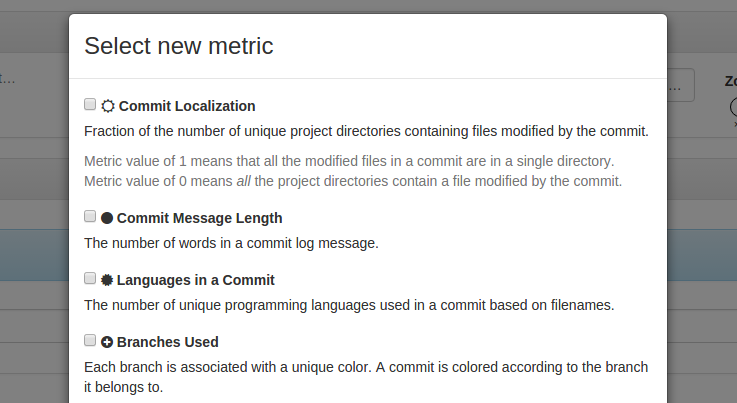 Select new metric
t...
...
Commit Localization
Fraction of the number of unique project directories containing files modified by the commit.
Metric value of 1 means that all the modified files in a commit are in a single directory.
Metric value of 0 means all the project directories contain a file modified by the commit.
Commit Message Length
The number of words in a commit log message.
Languages in a Commit
The number of unique programming languages used in a commit based on filenames.
Branches Used
Each branch is associated with a unique color. A commit is colored according to the branch
it belongs to.